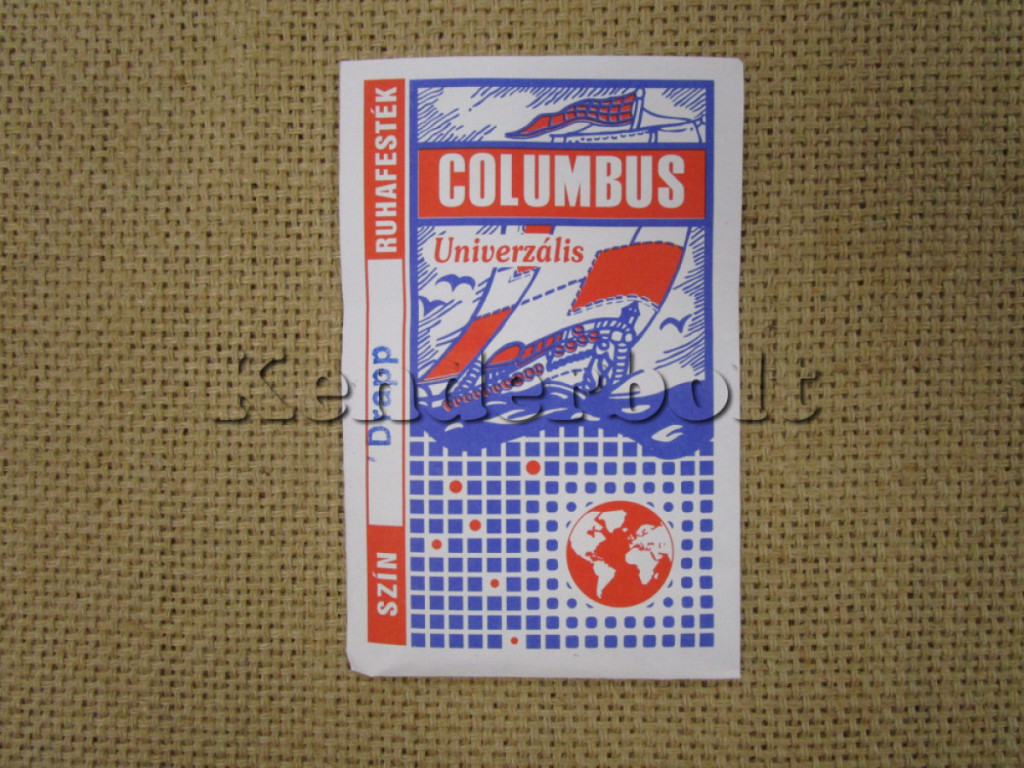 RUHAFESTÉK
COLUMBUS
Univerzális
Drapp
SZÍN
Kenderbolt